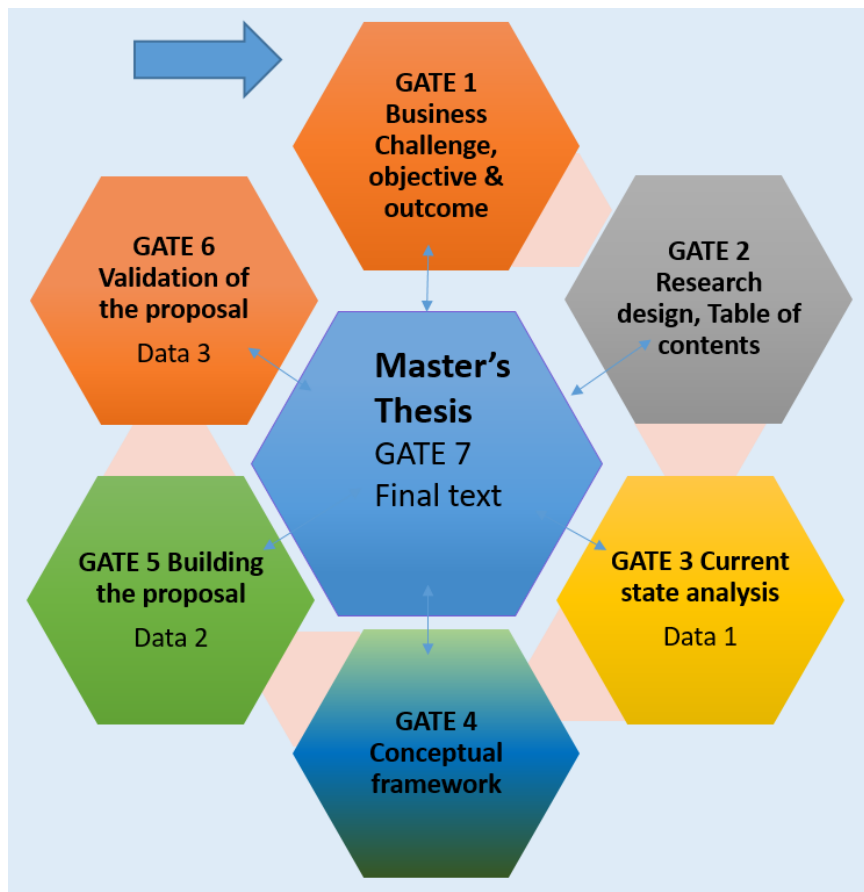 GATE 1
Business
Challenge,
objective &
outcome
GATE 2
Research
design, Table of
contents
GATE 3 Current
state analysis
Data 1
GATE 4
Conceptual
framework
GATE 5 Building
the proposal
Data 2
GATE 6
Validation of
the proposal
Data 3
Master’s
Thesis
GATE 7
Final text